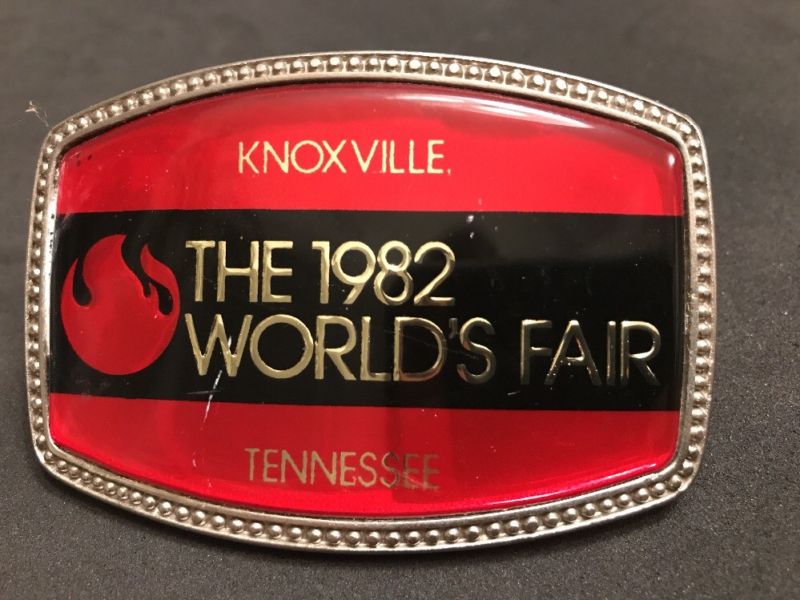 KNOXVILLE,
THE 1982
WORLD'S FAIR
TENNESSEE